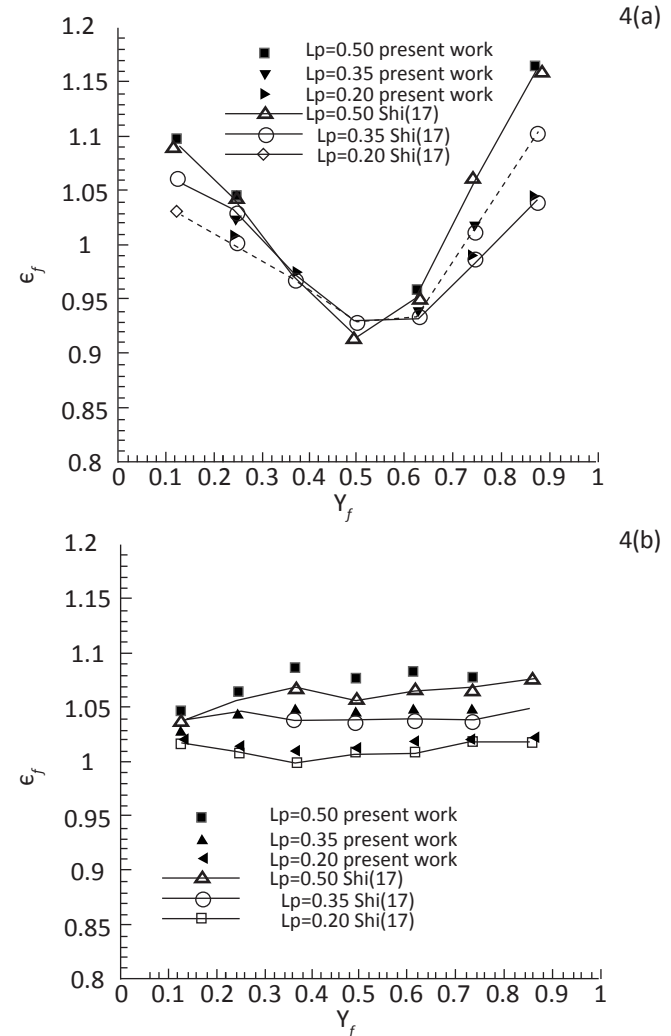 4(a)
1.2
Lp=0.50 present work
Lp=0.35 present work
Lp=0.20 present work
Lp=0.50 Shi(17)
Lp=0.35 Shi(17)
Lp=0.20 Shi(17)
1.15
1.1
1.05
1
0.95
0.9
0.85
0.8
ϵf
0 0.1 0.2 0.3 0.4 0.5 0.6 0.7 0.8 0.9 1
Yf
4(b)
1.2
1.15
1.1
1.05
1
0.95
0.9
0.85
0.8
ϵf
Lp=0.50 present work
Lp=0.35 present work
Lp=0.20 present work
Lp=0.50 Shi(17)
Lp=0.35 Shi(17)
Lp=0.20 Shi(17)
0 0.1 0.2 0.3 0.4 0.5 0.6 0.7 0.8 0.9 1
Yf